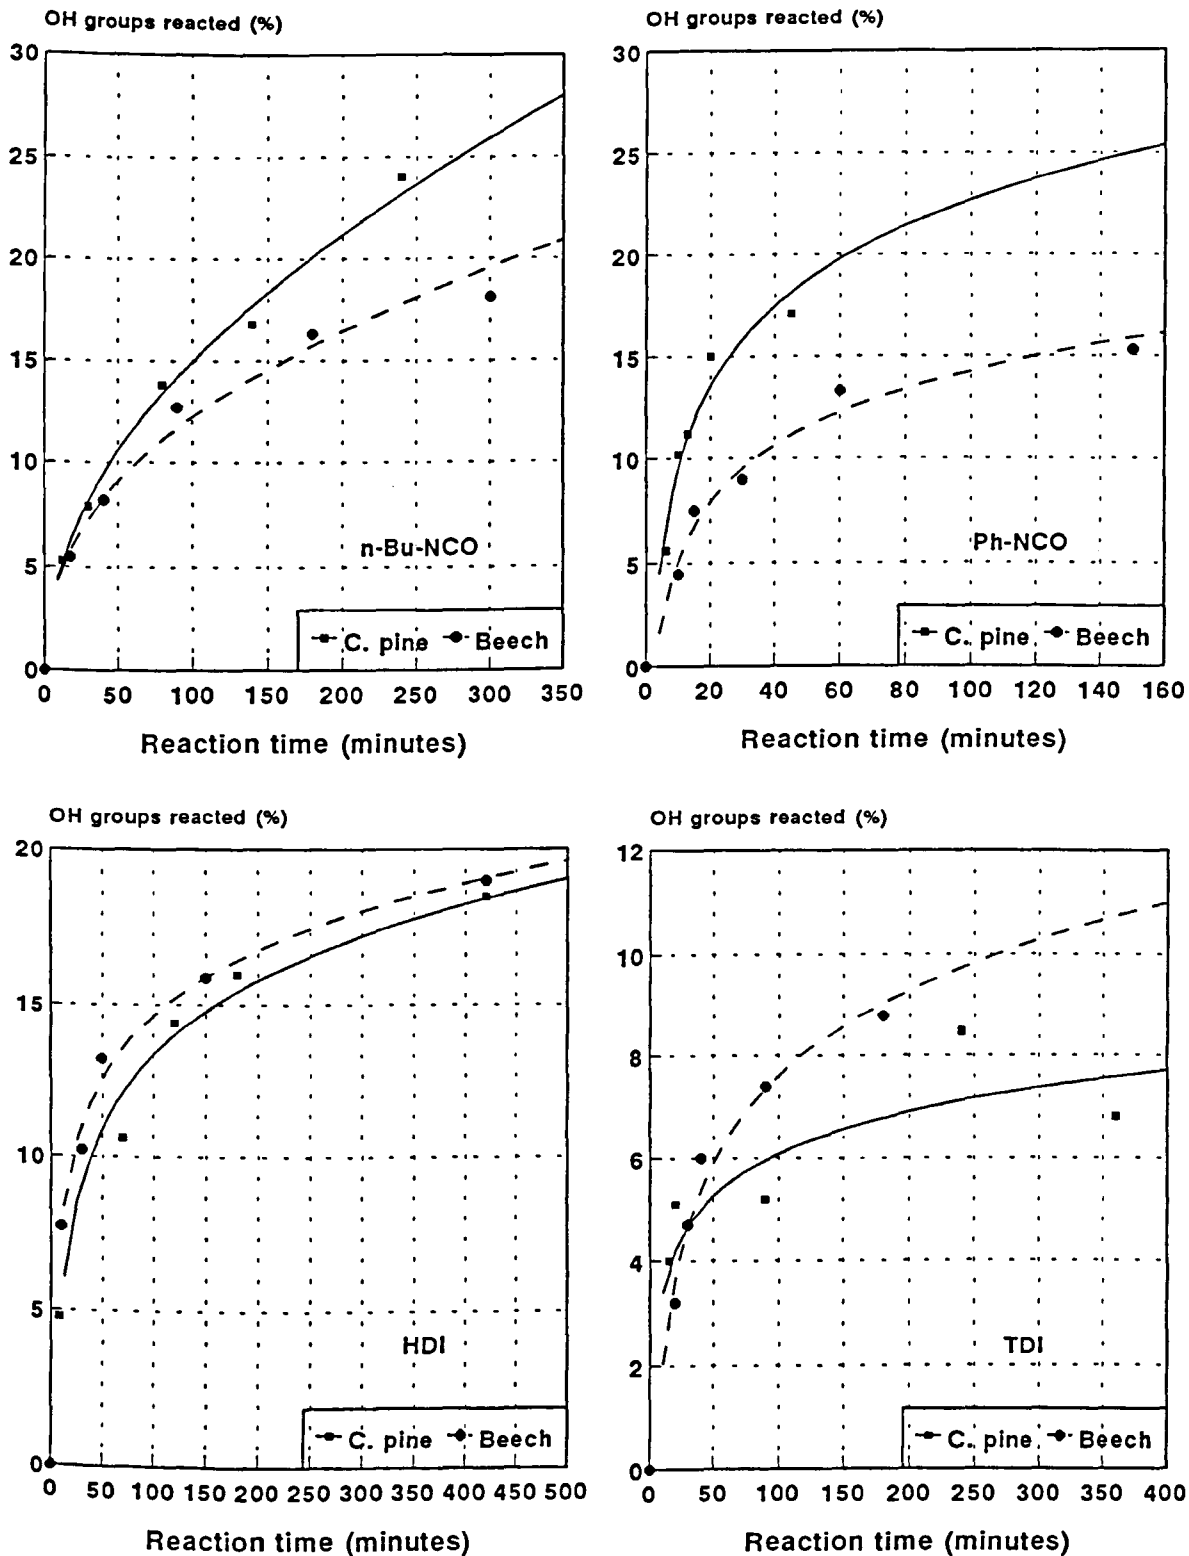 OH groups reacted (%)
30
25
20
15
10
5
0
n-Bu-NCO
C. pine Beech
0 50 100 150 200 250 300 350
Reaction time (minutes)
OH groups reacted (%)
30
25
20
15
10
5
0
Ph-NCO
C. pine Beech
0 20 40 60 80 100 120 140 160
Reaction time (minutes)
OH groups reacted (%)
20
15
10
5
0
HDI
C. pine Beech
0 50 100 150 200 250 300 350 400 450 500
Reaction time (minutes)
OH groups reacted (%)
12
10
8
6
4
2
0
TDI
C. pine Beech
0 50 100 150 200 250 300 350 400
Reaction time (minutes)